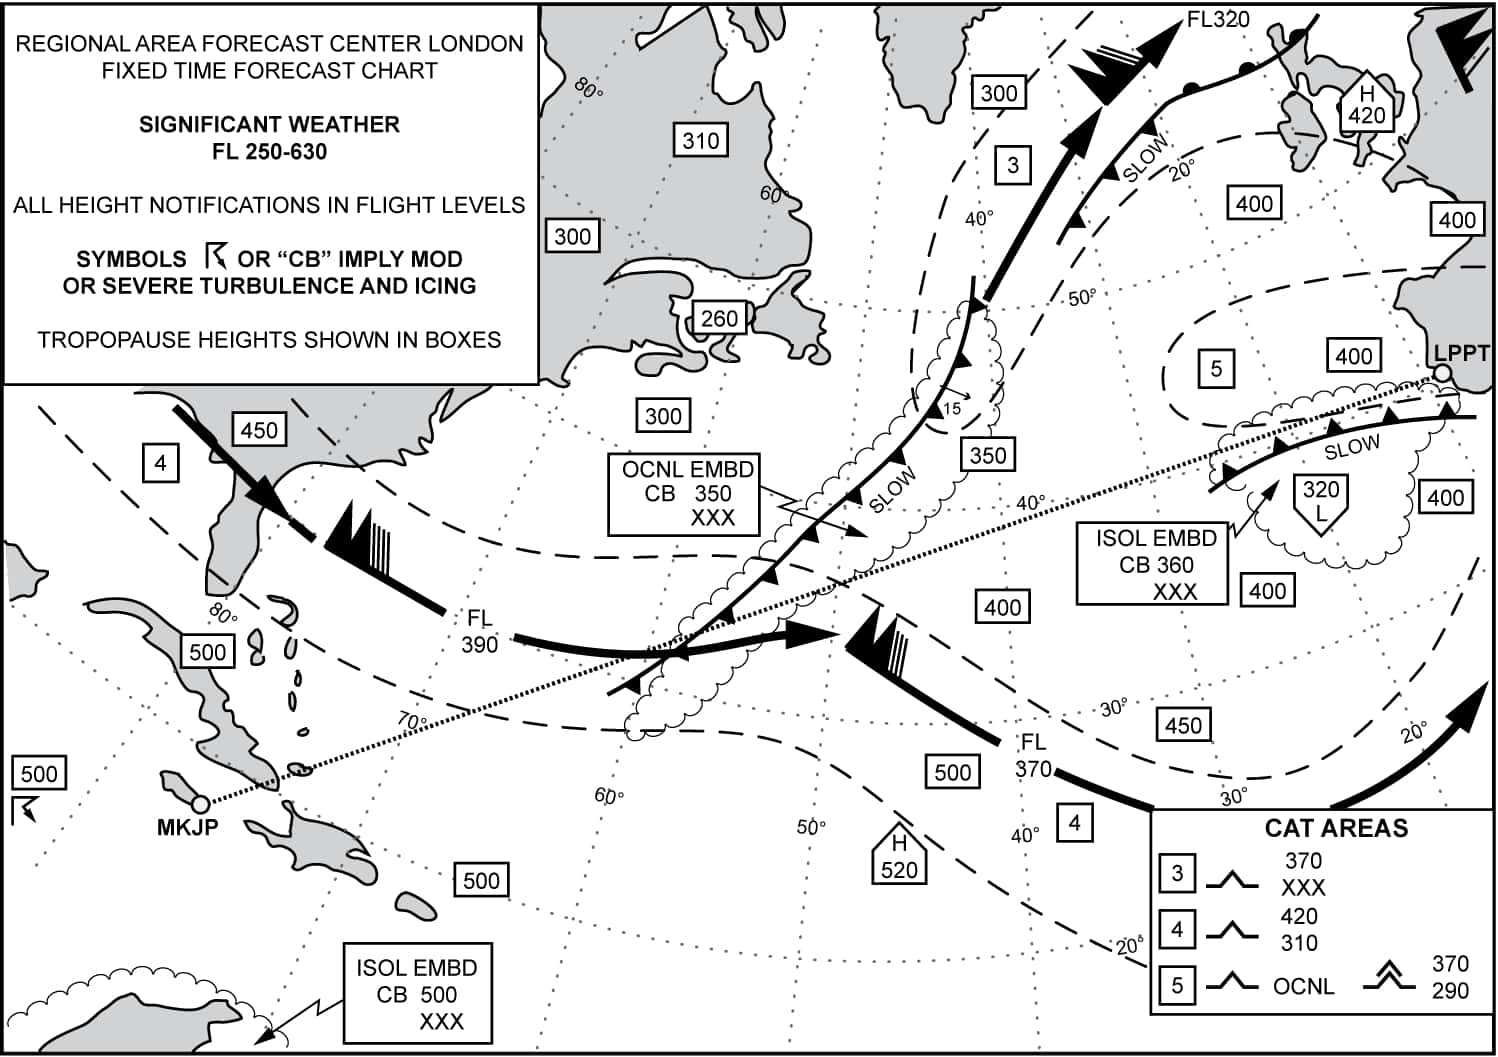 REGIONAL AREA FORECAST CENTER LONDON
FIXED TIME FORECAST CHART
SIGNIFICANT WEATHER
FL 250-630
ALL HEIGHT NOTIFICATIONS IN FLIGHT LEVELS
SYMBOLS OR “CB” IMPLY MOD
OR SEVERE TURBULENCE AND ICING
TROPOPAUSE HEIGHTS SHOWN IN BOXES
80°
310
60°
300
260
300
FL320
300
3
40°
SLOW
20°
H
420
400
400
50°
5
400
LPPT
15
350
SLOW
OCNL EMBD
CB 350
XXX
40°
SLOW
320
L
400
ISOL EMBD
CB 360
XXX
400
450
4
FL
390
80°
500
70°
500
MKJP
60°
50°
400
30°
450
20°
FL
370
500
30°
40°
4
H
520
500
20°
ISOL EMBD
CB 500
XXX
CAT AREAS
3 370
XXX
4 420
310
5 OCNL 370
290